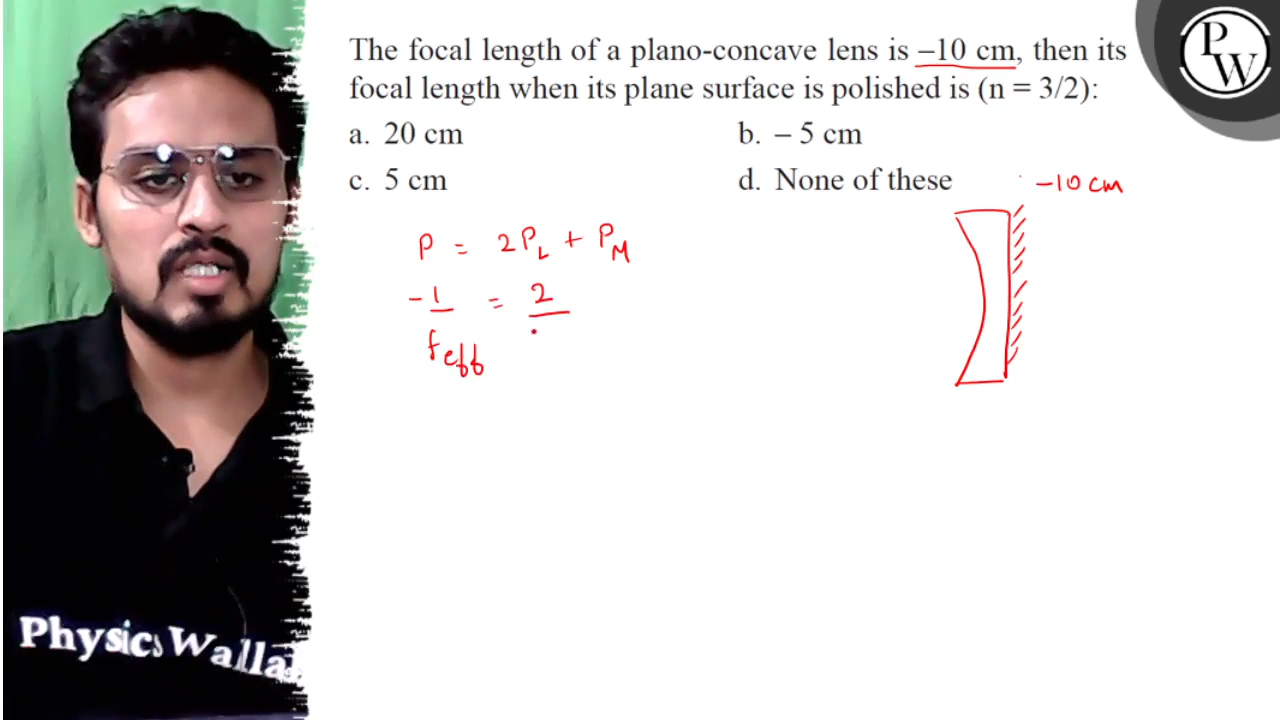 The focal length of a plano-concave lens is –10 cm, then its
focal length when its plane surface is polished is (n = 3/2):
a. 20 cm
b. – 5 cm
c. 5 cm
d. None of these
–10 cm
P = 2P_L + P_M
-1/f_eff = 2/
PW
Physics Walla